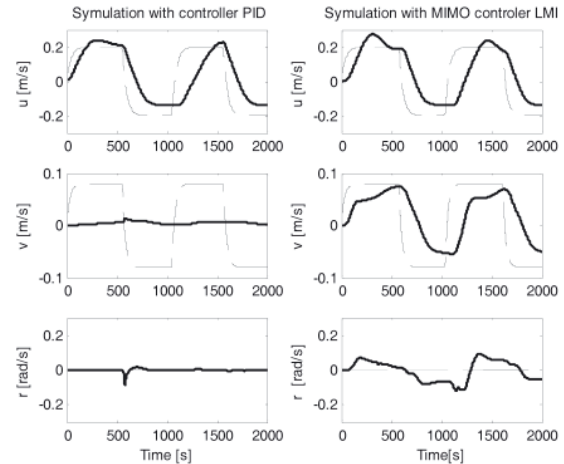 Symulation with controller PID
Symulation with MIMO controler LMI
u [m/s]
0.2
0
-0.2
0 500 1000 1500 2000
u [m/s]
0.2
0
-0.2
0 500 1000 1500 2000
v [m/s]
0.1
0
-0.1
0 500 1000 1500 2000
v [m/s]
0.1
0
-0.1
0 500 1000 1500 2000
r [rad/s]
0.2
0
-0.2
0 500 1000 1500 2000
Time [s]
r [rad/s]
0.2
0
-0.2
0 500 1000 1500 2000
Time[s]